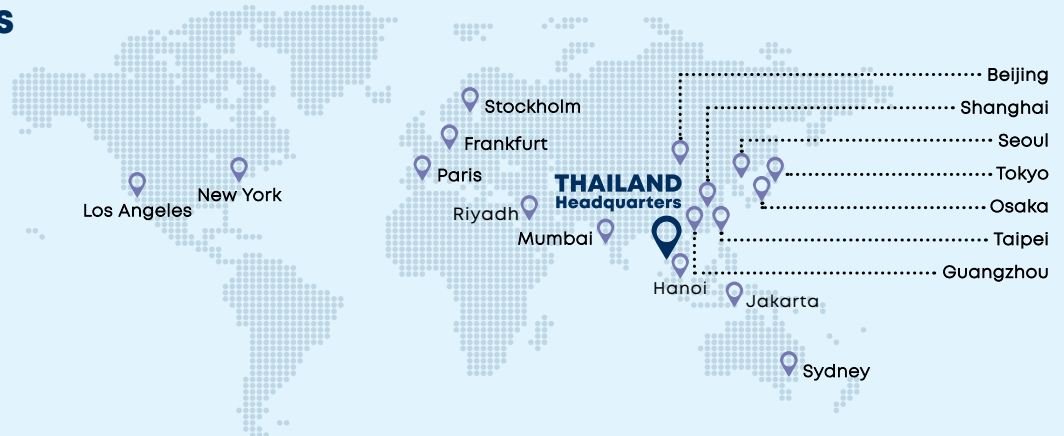 s
Beijing
Shanghai
Stockholm
Seoul
Frankfurt
Tokyo
Paris
THAILAND
Headquarters
New York
Los Angeles
Riyadh
Osaka
Mumbai
Taipei
Guangzhou
Hanoi
Jakarta
Sydney